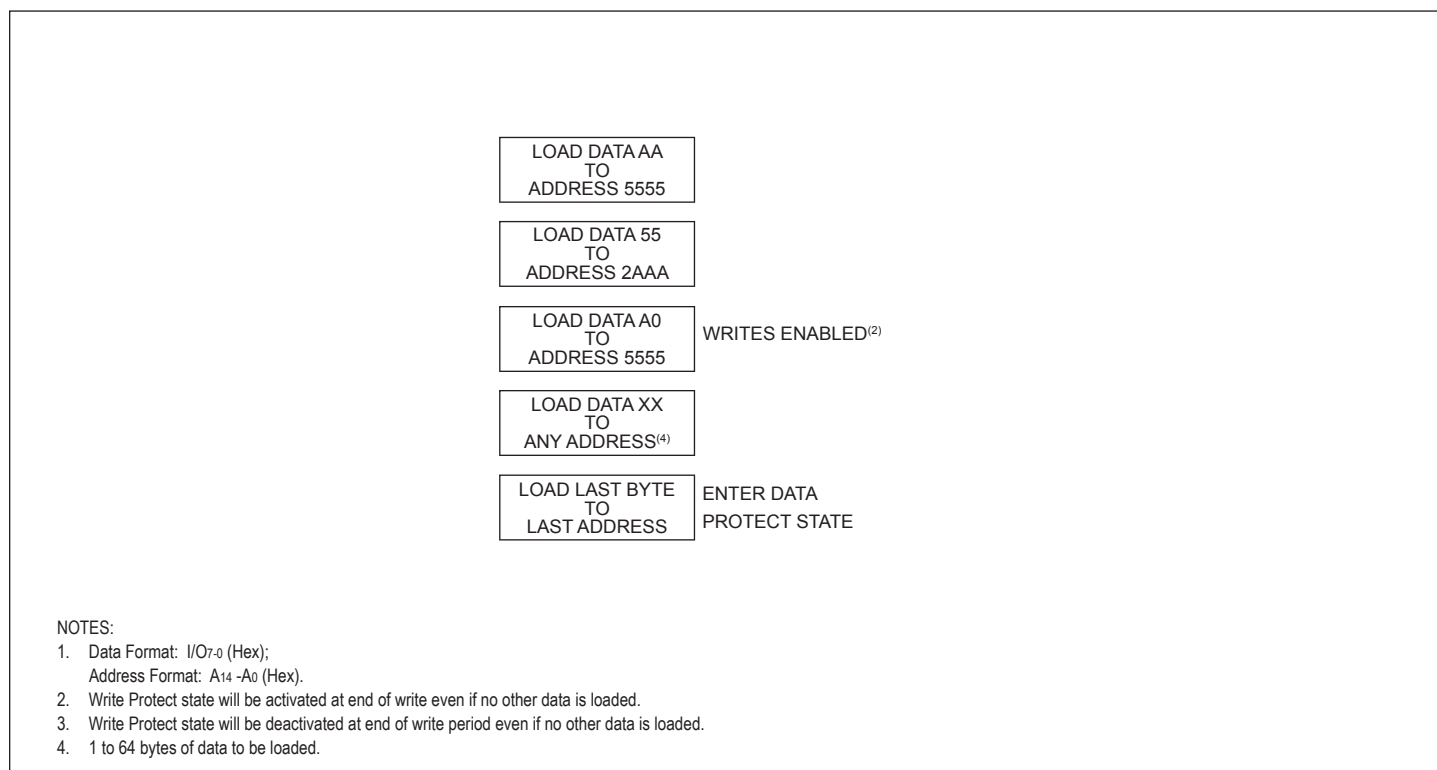 LOAD DATA AA
TO
ADDRESS 5555
LOAD DATA 55
TO
ADDRESS 2AAA
LOAD DATA A0
TO
ADDRESS 5555
WRITES ENABLED(2)
LOAD DATA XX
TO
ANY ADDRESS(4)
LOAD LAST BYTE
TO
LAST ADDRESS
ENTER DATA
PROTECT STATE
NOTES:
1. Data Format: I/O7-0 (Hex);
Address Format: A14 -A0 (Hex).
2. Write Protect state will be activated at end of write even if no other data is loaded.
3. Write Protect state will be deactivated at end of write period even if no other data is loaded.
4. 1 to 64 bytes of data to be loaded.